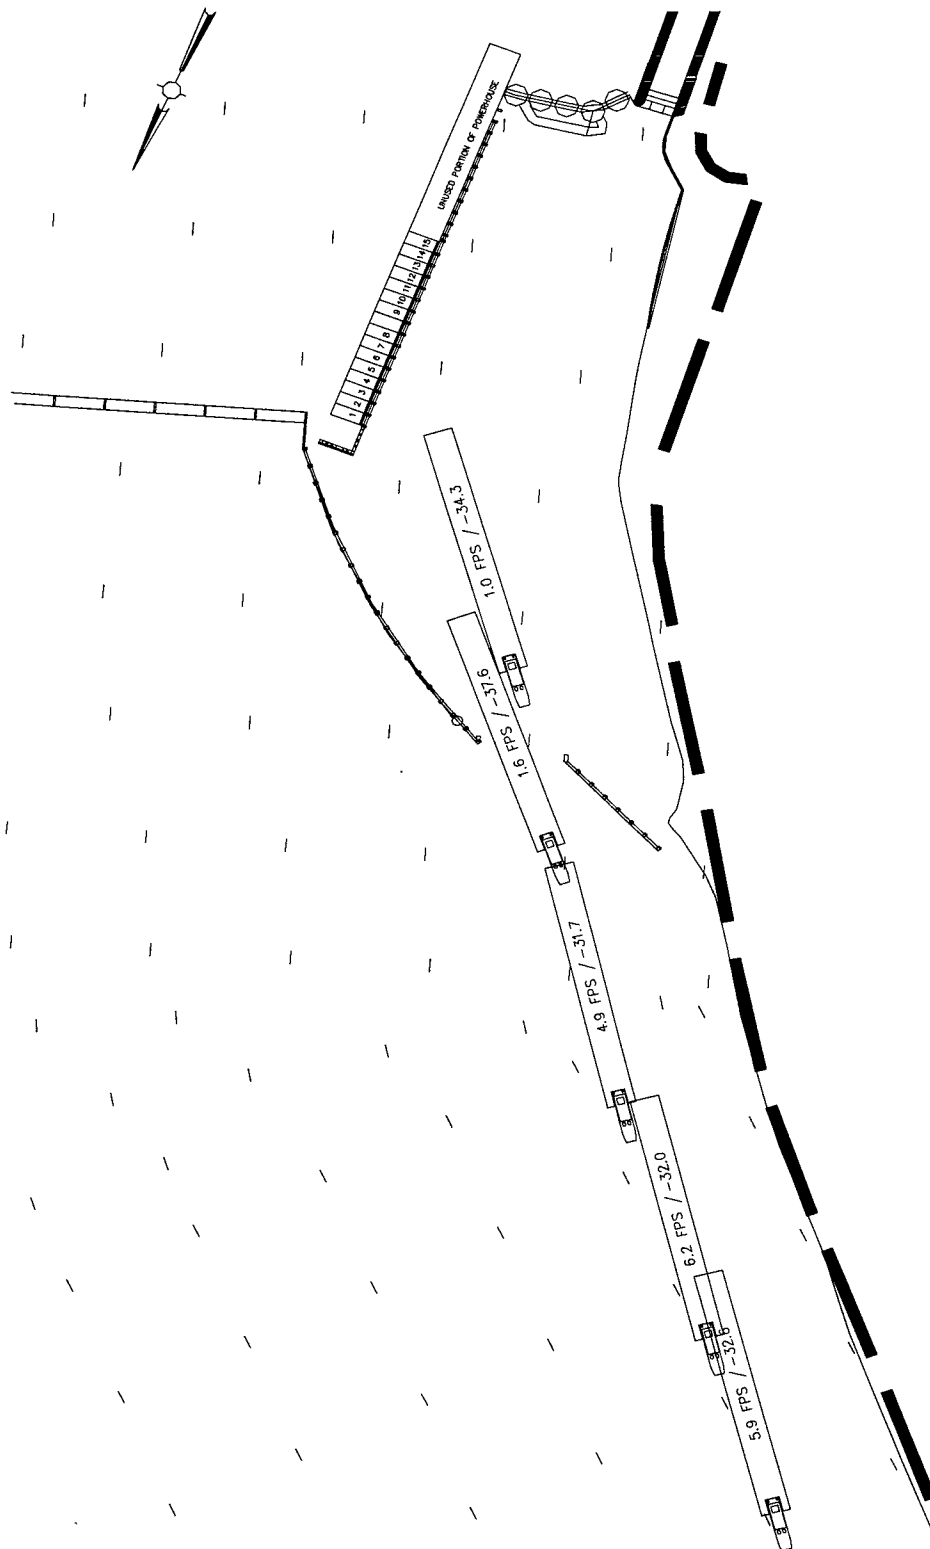 UNUSED PORTION OF POWERHOUSE
15
14
13
12
11
10
9
8
7
6
5
4
3
2
1
1.0 FPS / -34.3
1.6 FPS / -37.6
4.9 FPS / -31.7
6.2 FPS / -32.0
5.9 FPS / -32.6